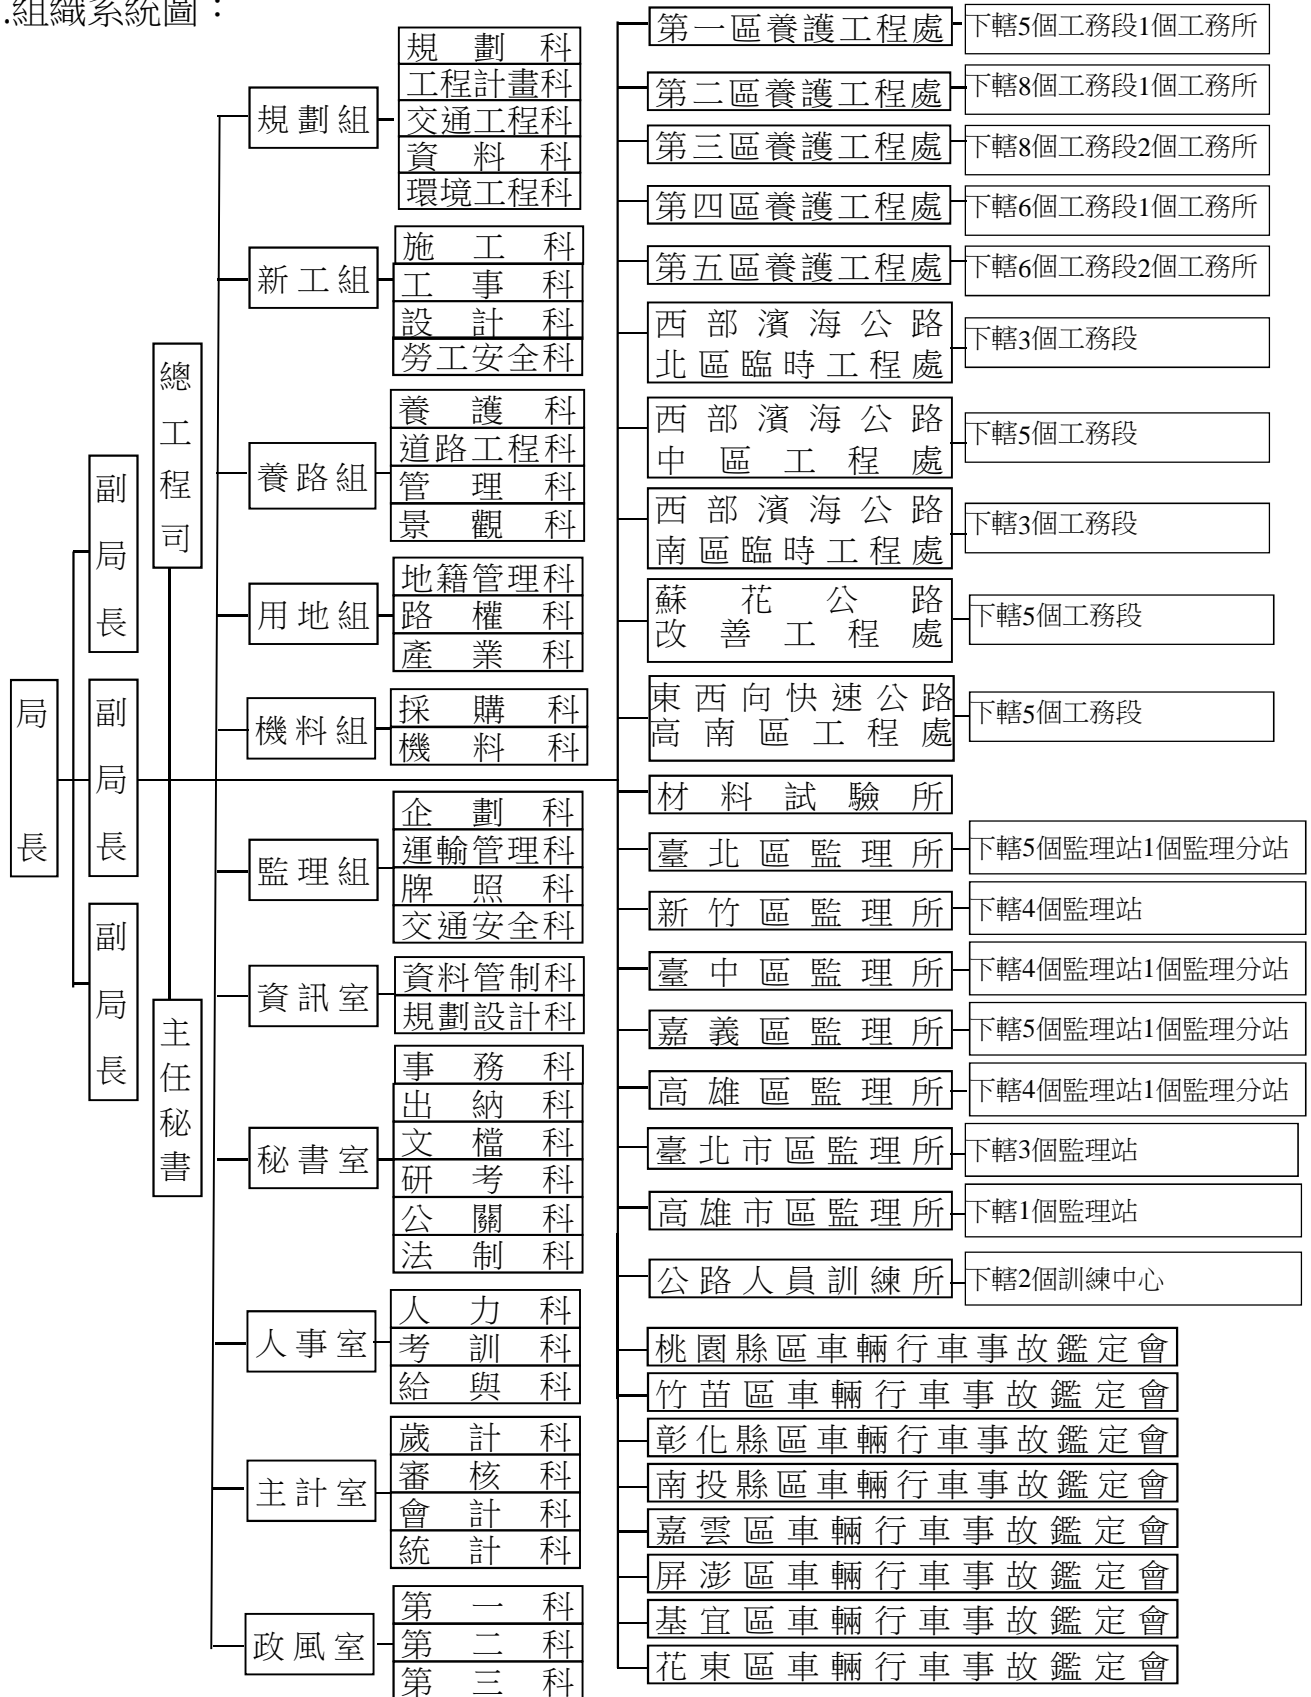 .組織系統圖：
局長
副局長
副局長
副局長
總工程司
主任秘書
規劃組
規劃科
工程計畫科
交通工程科
資料科
環境工程科
新工組
施工科
工事科
設計科
勞工安全科
養路組
養護科
道路工程科
管理科
景觀科
用地組
地籍管理科
路權科
產業科
機料組
採購科
機料科
監理組
企劃科
運輸管理科
牌照科
交通安全科
資訊室
資料管制科
規劃設計科
秘書室
事務科
出納科
文檔科
研考科
公關科
法制科
人事室
人力科
考訓科
給與科
主計室
歲計科
審核科
會計科
統計科
政風室
第一科
第二科
第三科
第一區養護工程處
下轄5個工務段1個工務所
第二區養護工程處
下轄8個工務段1個工務所
第三區養護工程處
下轄8個工務段2個工務所
第四區養護工程處
下轄6個工務段1個工務所
第五區養護工程處
下轄6個工務段2個工務所
西部濱海公路
北區臨時工程處
下轄3個工務段
西部濱海公路
中區工程處
下轄5個工務段
西部濱海公路
南區臨時工程處
下轄3個工務段
蘇花公路
改善工程處
下轄5個工務段
東西向快速公路
高南區工程處
下轄5個工務段
材料試驗所
臺北區監理所
下轄5個監理站1個監理分站
新竹區監理所
下轄4個監理站
臺中區監理所
下轄4個監理站1個監理分站
嘉義區監理所
下轄5個監理站1個監理分站
高雄區監理所
下轄4個監理站1個監理分站
臺北市區監理所
下轄3個監理站
高雄市區監理所
下轄1個監理站
公路人員訓練所
下轄2個訓練中心
桃園縣區車輛行車事故鑑定會
竹苗區車輛行車事故鑑定會
彰化縣區車輛行車事故鑑定會
南投縣區車輛行車事故鑑定會
嘉雲區車輛行車事故鑑定會
屏澎區車輛行車事故鑑定會
基宜區車輛行車事故鑑定會
花東區車輛行車事故鑑定會